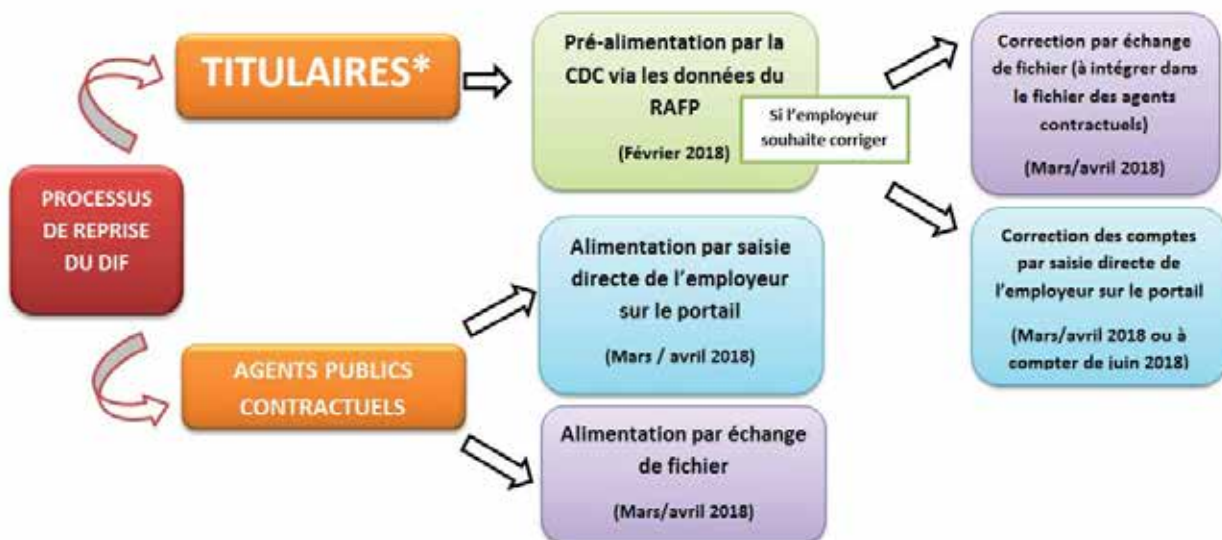 PROCESSUS
DE REPRISE
DU DIF
TITULAIRES*
Pré-alimentation par la
CDC via les données du
RAFP
(Février 2018)
Si l'employeur
souhaite corriger
Correction par échange
de fichier (à intégrer dans
le fichier des agents
contractuels)
(Mars/avril 2018)
Correction des comptes
par saisie directe de
l'employeur sur le portail
(Mars/avril 2018 ou à
compter de juin 2018)
AGENTS PUBLICS
CONTRACTUELS
Alimentation par saisie
directe de l'employeur
sur le portail
(Mars / avril 2018)
Alimentation par échange
de fichier
(Mars/avril 2018)